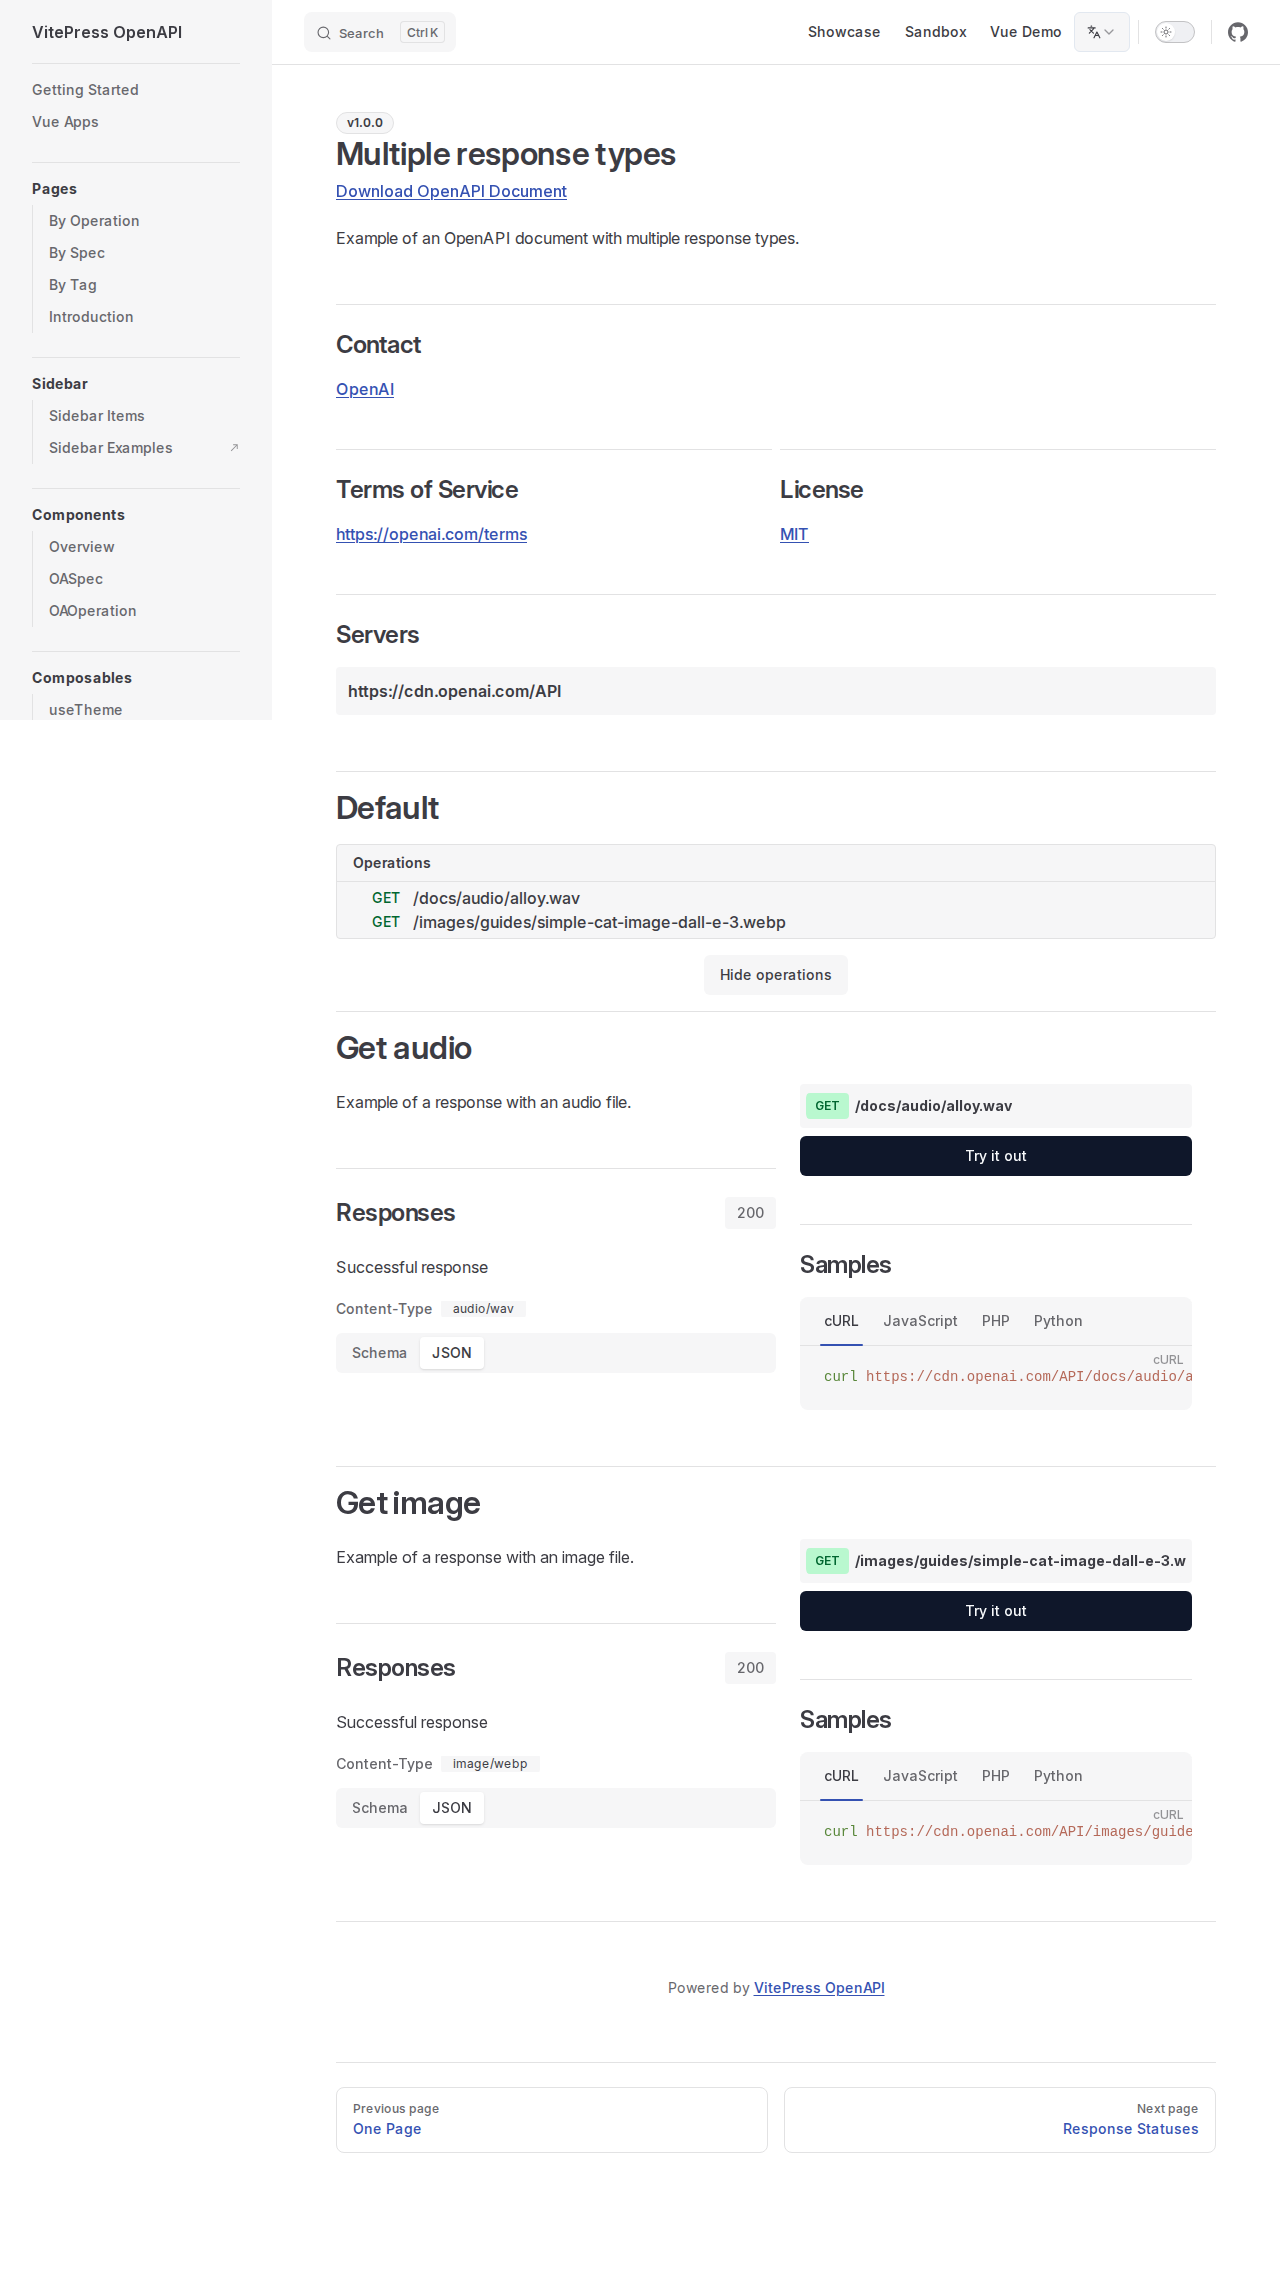 VitePress OpenAPI
Search Ctrl K
Showcase
Sandbox
Vue Demo
Getting Started
Vue Apps
Pages
By Operation
By Spec
By Tag
Introduction
Sidebar
Sidebar Items
Sidebar Examples
Components
Overview
OASpec
OAOperation
Composables
useTheme
v1.0.0
Multiple response types
Download OpenAPI Document
Example of an OpenAPI document with multiple response types.
Contact
OpenAI
Terms of Service
https://openai.com/terms
License
MIT
Servers
https://cdn.openai.com/API
Default
Operations
GET /docs/audio/alloy.wav
GET /images/guides/simple-cat-image-dall-e-3.webp
Hide operations
Get audio
Example of a response with an audio file.
Responses
200
Successful response
Content-Type audio/wav
Schema JSON
GET /docs/audio/alloy.wav
Try it out
Samples
cURL JavaScript PHP Python
cURL
curl https://cdn.openai.com/API/docs/audio/a
Get image
Example of a response with an image file.
Responses
200
Successful response
Content-Type image/webp
Schema JSON
GET /images/guides/simple-cat-image-dall-e-3.w
Try it out
Samples
cURL JavaScript PHP Python
cURL
curl https://cdn.openai.com/API/images/guide
Powered by VitePress OpenAPI
Previous page
One Page
Next page
Response Statuses